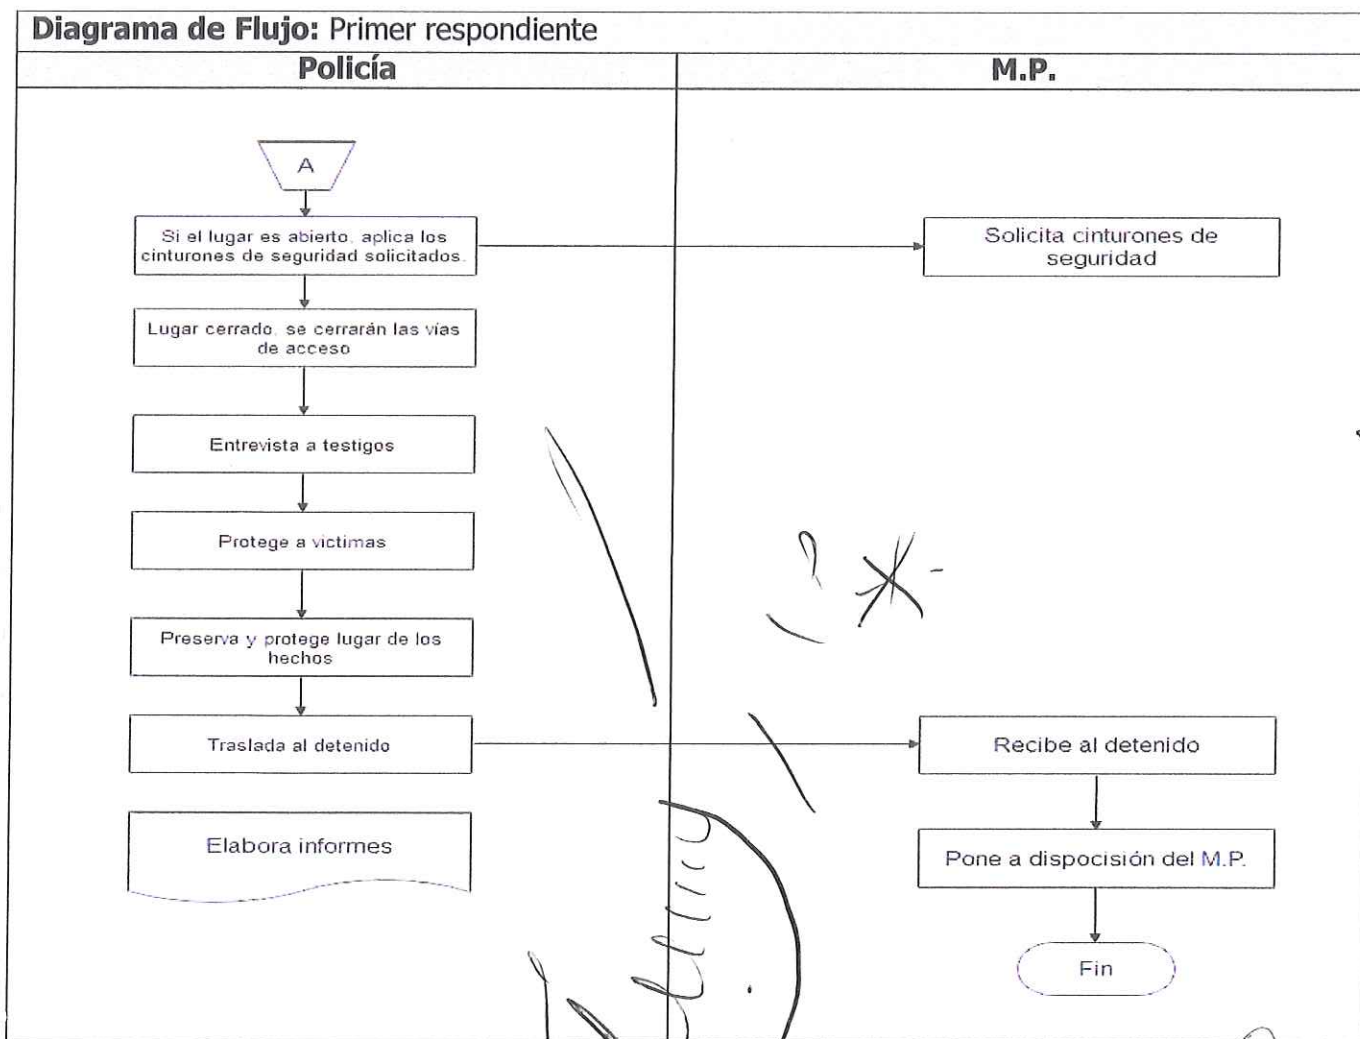 Diagrama de Flujo: Primer respondiente
Policía
M.P.
A
Si el lugar es abierto, aplica los
cinturones de seguridad solicitados.
Solicita cinturones de
seguridad
Lugar cerrado, se cerrarán las vías
de acceso
Entrevista a testigos
Protege a victimas
Preserva y protege lugar de los
hechos
Traslada al detenido
Recibe al detenido
Elabora informes
Pone a dispocisión del M.P.
Fin